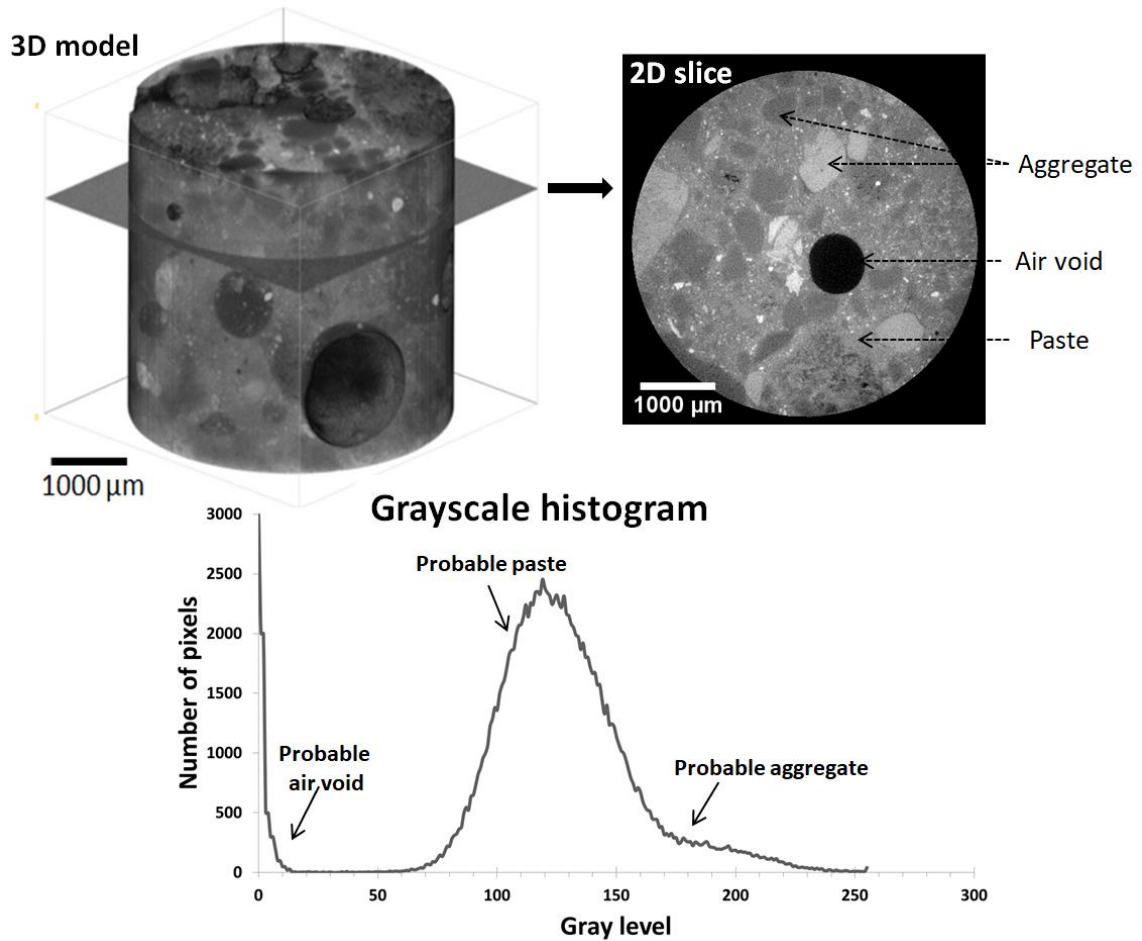 3D model
2D slice
Aggregate
Air void
Paste
1000 µm
1000 µm
Grayscale histogram
3000
2500
2000
1500
1000
500
0
Number of pixels
Probable paste
Probable
air void
Probable aggregate
0 50 100 150 200 250 300
Gray level